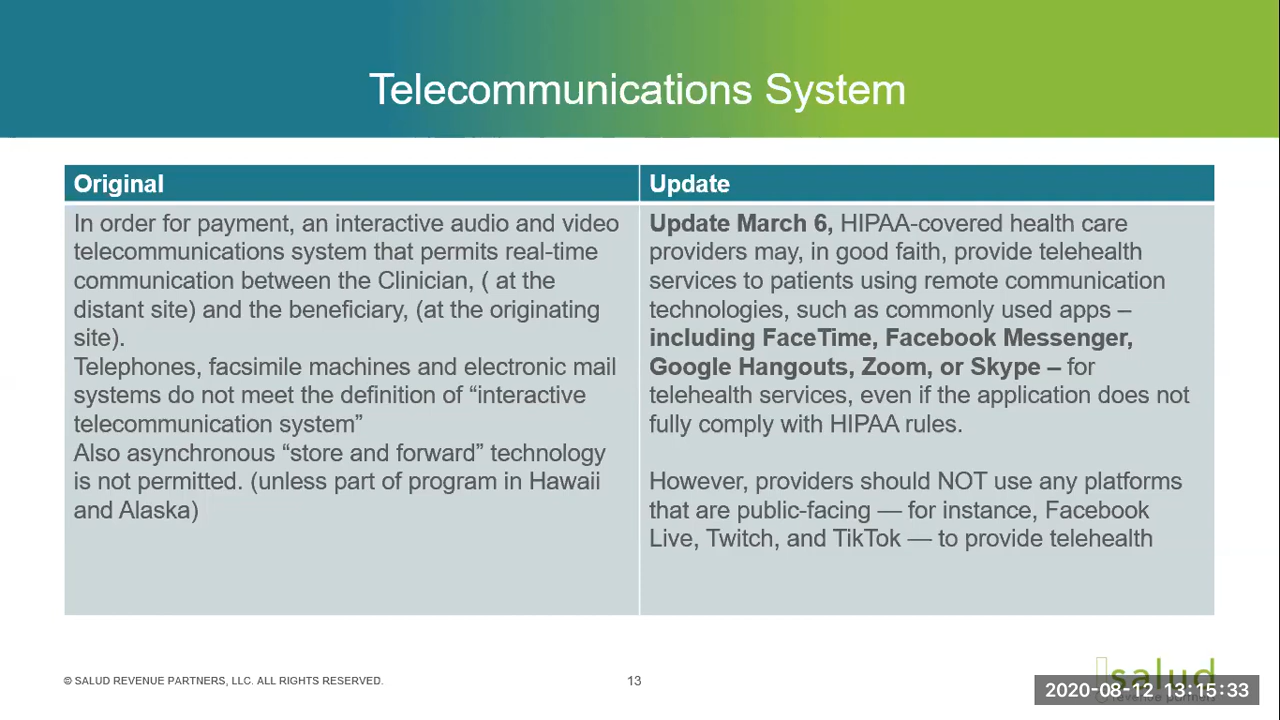 Telecommunications System
Original
In order for payment, an interactive audio and video
telecommunications system that permits real-time
communication between the Clinician, ( at the
distant site) and the beneficiary, (at the originating
site).
Telephones, facsimile machines and electronic mail
systems do not meet the definition of “interactive
telecommunication system”
Also asynchronous “store and forward” technology
is not permitted. (unless part of program in Hawaii
and Alaska)
Update
Update March 6, HIPAA-covered health care
providers may, in good faith, provide telehealth
services to patients using remote communication
technologies, such as commonly used apps –
including FaceTime, Facebook Messenger,
Google Hangouts, Zoom, or Skype – for
telehealth services, even if the application does not
fully comply with HIPAA rules.
However, providers should NOT use any platforms
that are public-facing — for instance, Facebook
Live, Twitch, and TikTok — to provide telehealth
© SALUD REVENUE PARTNERS, LLC. ALL RIGHTS RESERVED.
13
salud
2020-08-12 13:15:33